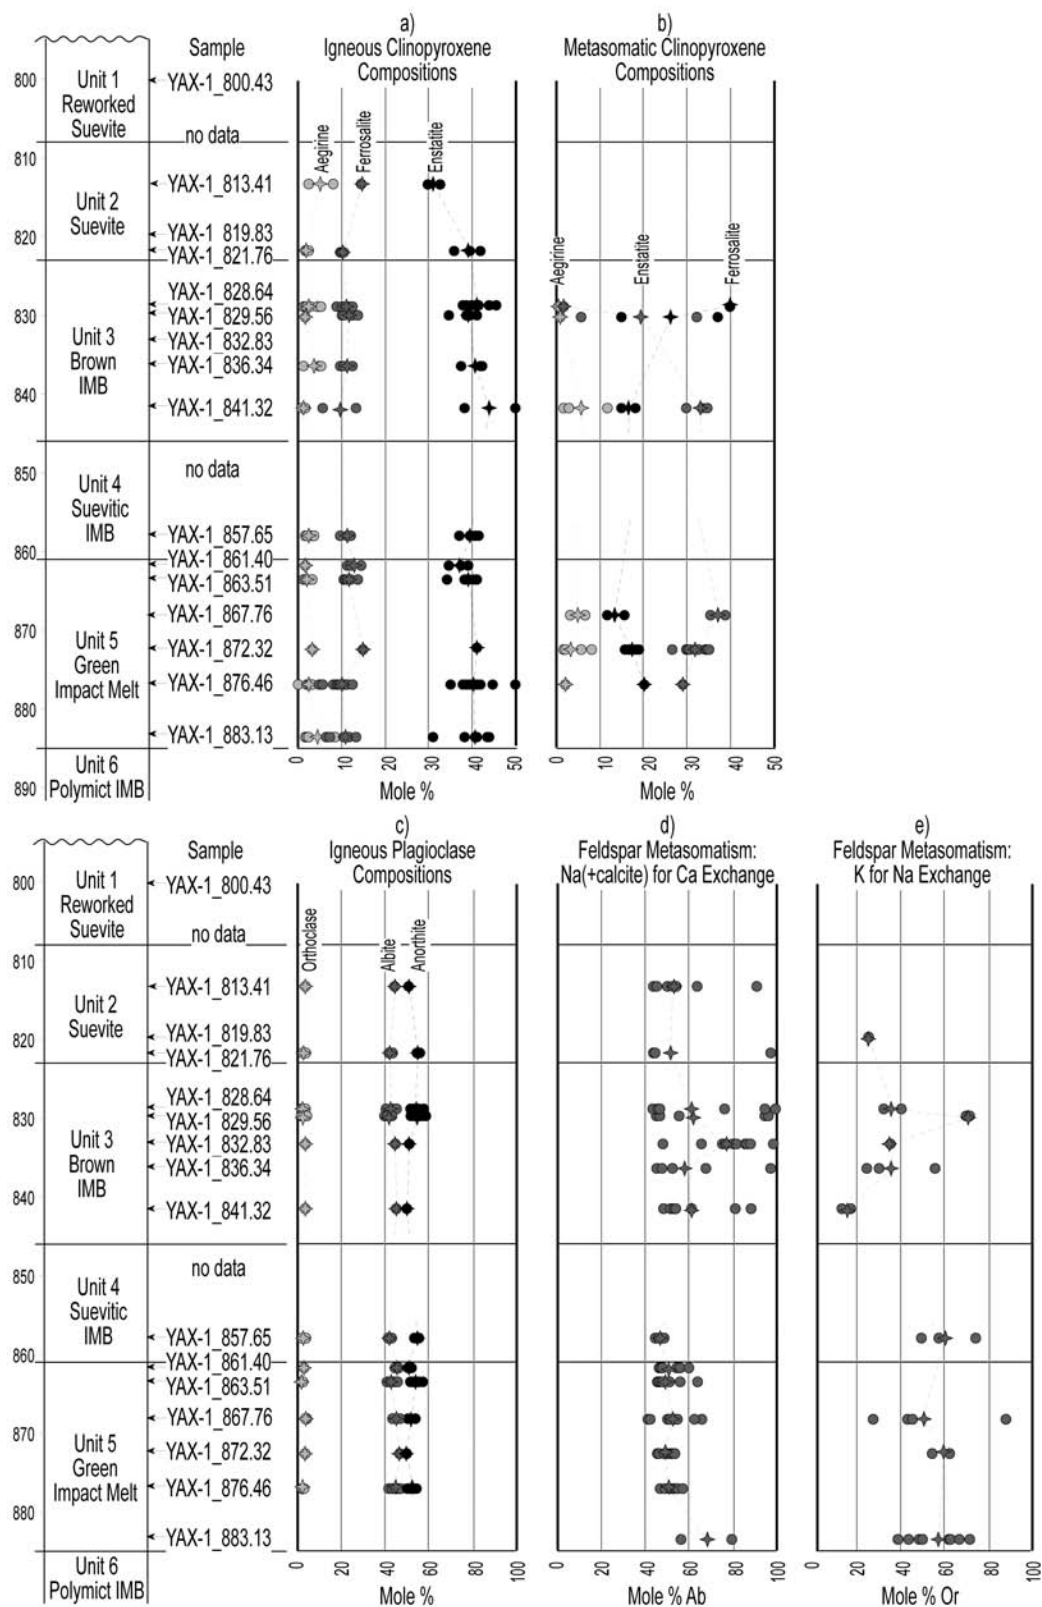 a)
b)
Sample
Igneous Clinopyroxene
Compositions
Metasomatic Clinopyroxene
Compositions
800
Unit 1
Reworked
Suevite
YAX-1_800.43
no data
Aegirine
Ferrosalite
Enstatite
810
Unit 2
Suevite
YAX-1_813.41
820
YAX-1_819.83
YAX-1_821.76
Aegirine
Enstatite
Ferrosalite
830
Unit 3
Brown
IMB
YAX-1_828.64
YAX-1_829.56
YAX-1_832.83
YAX-1_836.34
840
YAX-1_841.32
850
Unit 4
Suevitic
IMB
no data
YAX-1_857.65
860
YAX-1_861.40
YAX-1_863.51
870
Unit 5
Green
Impact Melt
YAX-1_867.76
YAX-1_872.32
YAX-1_876.46
880
YAX-1_883.13
890
Unit 6
Polymict IMB
0 10 20 30 40 50
Mole %
0 10 20 30 40 50
Mole %
c)
d)
e)
Sample
Igneous Plagioclase
Compositions
Feldspar Metasomatism:
Na(+calcite) for Ca Exchange
Feldspar Metasomatism:
K for Na Exchange
800
Unit 1
Reworked
Suevite
YAX-1_800.43
no data
Orthoclase
Albite
Anorthite
810
Unit 2
Suevite
YAX-1_813.41
820
YAX-1_819.83
YAX-1_821.76
830
Unit 3
Brown
IMB
YAX-1_828.64
YAX-1_829.56
YAX-1_832.83
YAX-1_836.34
840
YAX-1_841.32
850
Unit 4
Suevitic
IMB
no data
YAX-1_857.65
860
YAX-1_861.40
YAX-1_863.51
870
Unit 5
Green
Impact Melt
YAX-1_867.76
YAX-1_872.32
YAX-1_876.46
880
YAX-1_883.13
Unit 6
Polymict IMB
0 20 40 60 80 100
Mole %
0 20 40 60 80 100
Mole % Ab
0 20 40 60 80 100
Mole % Or